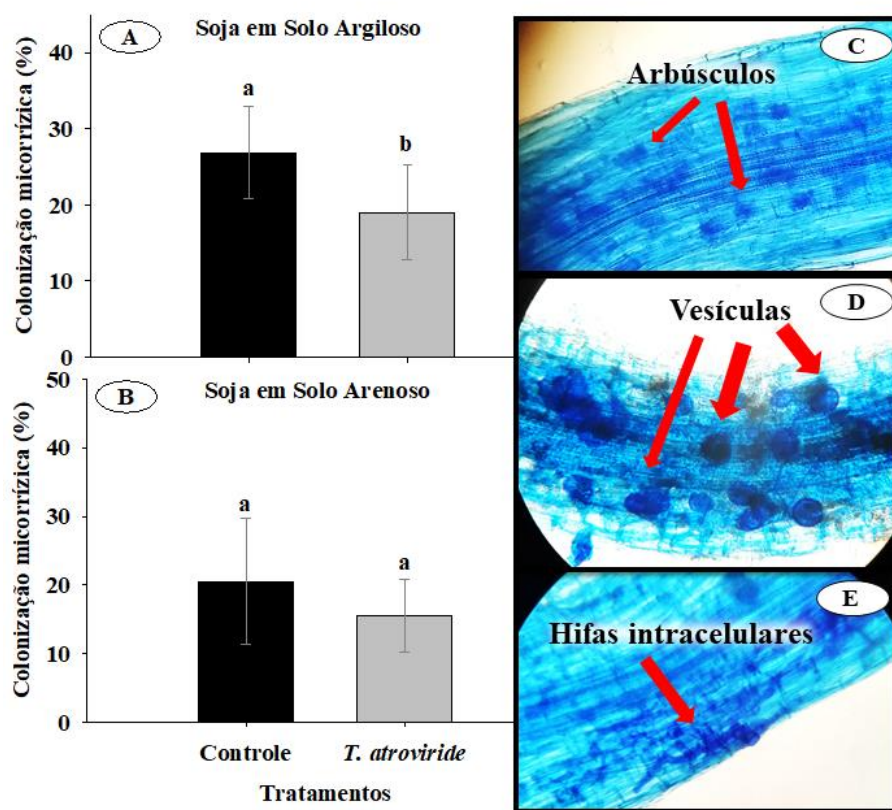 A
Soja em Solo Argiloso
Colonização micorrízica (%)
40
30
20
10
0
a
b
B
Soja em Solo Arenoso
Colonização micorrízica (%)
50
40
30
20
10
0
a
a
Controle
T. atroviride
Tratamentos
C
Arbúsculos
D
Vesículas
E
Hifas intracelulares